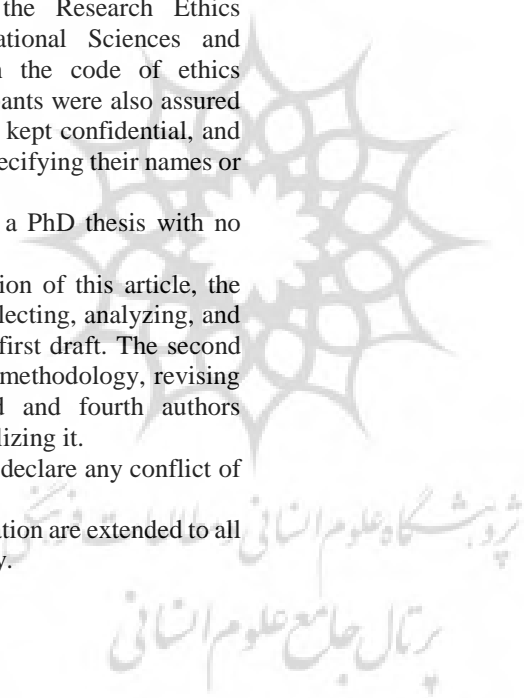 the Research Ethics
ational Sciences and
the code of ethics
ants were also assured
kept confidential, and
pecifying their names or
a PhD thesis with no
ion of this article, the
llecting, analyzing, and
first draft. The second
methodology, revising
and fourth authors
lizing it.
declare any conflict of
ation are extended to all
y.
پژوهشگاه علوم انسانی و مطالعات فرهنگی
پرتال جامع علوم انسانی